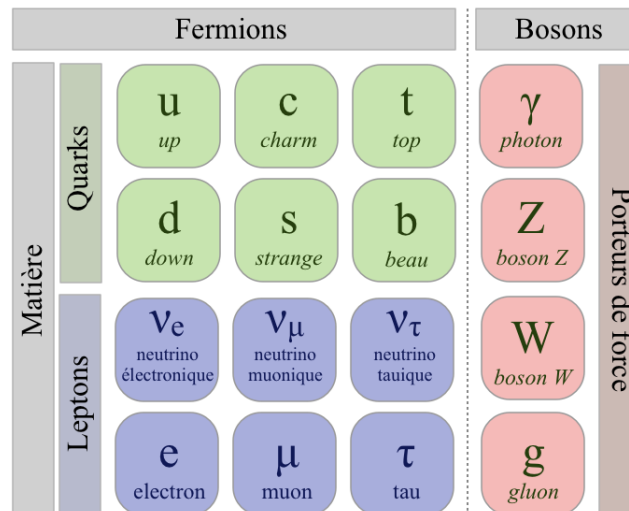 Fermions
Bosons
Matière
Quarks
u
up
c
charm
t
top
γ
photon
d
down
s
strange
b
beau
Z
boson Z
Porteurs de force
Leptons
νe
neutrino
électronique
νμ
neutrino
muonique
ντ
neutrino
tauique
W
boson W
e
electron
μ
muon
τ
tau
g
gluon